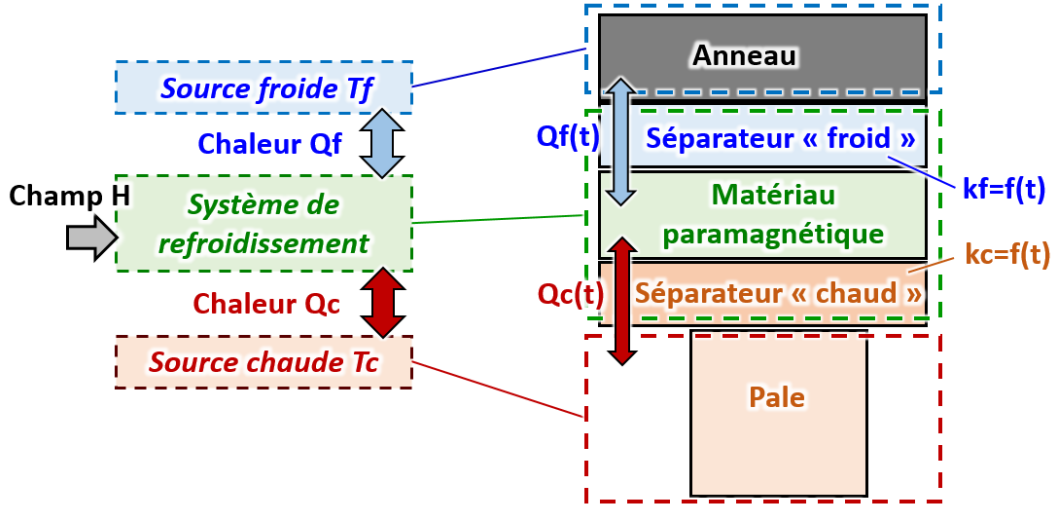 Source froide Tf
Chaleur Qf
Champ H
Système de
refroidissement
Chaleur Qc
Source chaude Tc
Anneau
Qf(t)
Séparateur « froid »
kf=f(t)
Matériau
paramagnétique
kc=f(t)
Qc(t)
Séparateur « chaud »
Pale